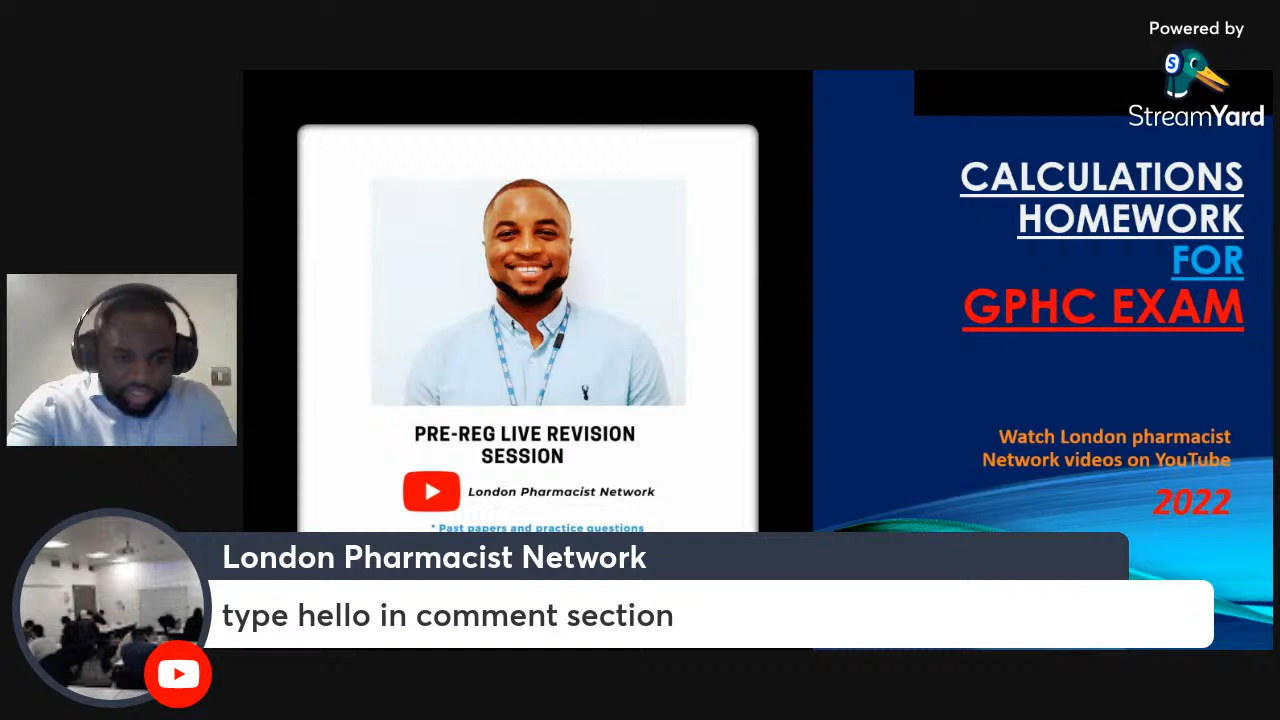 Powered by
S
StreamYard
CALCULATIONS
HOMEWORK
FOR
GPHC EXAM
PRE-REG LIVE REVISION
SESSION
London Pharmacist Network
* Past papers and practice questions
Watch London pharmacist
Network videos on YouTube
2022
London Pharmacist Network
type hello in comment section